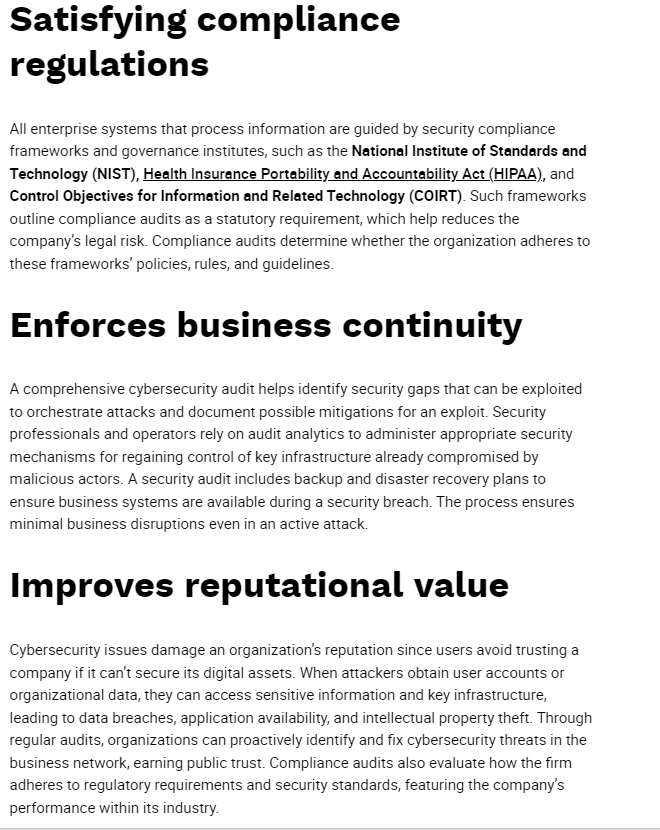 Satisfying compliance
regulations
All enterprise systems that process information are guided by security compliance
frameworks and governance institutes, such as the National Institute of Standards and
Technology (NIST), Health Insurance Portability and Accountability Act (HIPAA), and
Control Objectives for Information and Related Technology (COIRT). Such frameworks
outline compliance audits as a statutory requirement, which help reduces the
company’s legal risk. Compliance audits determine whether the organization adheres to
these frameworks’ policies, rules, and guidelines.
Enforces business continuity
A comprehensive cybersecurity audit helps identify security gaps that can be exploited
to orchestrate attacks and document possible mitigations for an exploit. Security
professionals and operators rely on audit analytics to administer appropriate security
mechanisms for regaining control of key infrastructure already compromised by
malicious actors. A security audit includes backup and disaster recovery plans to
ensure business systems are available during a security breach. The process ensures
minimal business disruptions even in an active attack.
Improves reputational value
Cybersecurity issues damage an organization’s reputation since users avoid trusting a
company if it can’t secure its digital assets. When attackers obtain user accounts or
organizational data, they can access sensitive information and key infrastructure,
leading to data breaches, application availability, and intellectual property theft. Through
regular audits, organizations can proactively identify and fix cybersecurity threats in the
business network, earning public trust. Compliance audits also evaluate how the firm
adheres to regulatory requirements and security standards, featuring the company’s
performance within its industry.